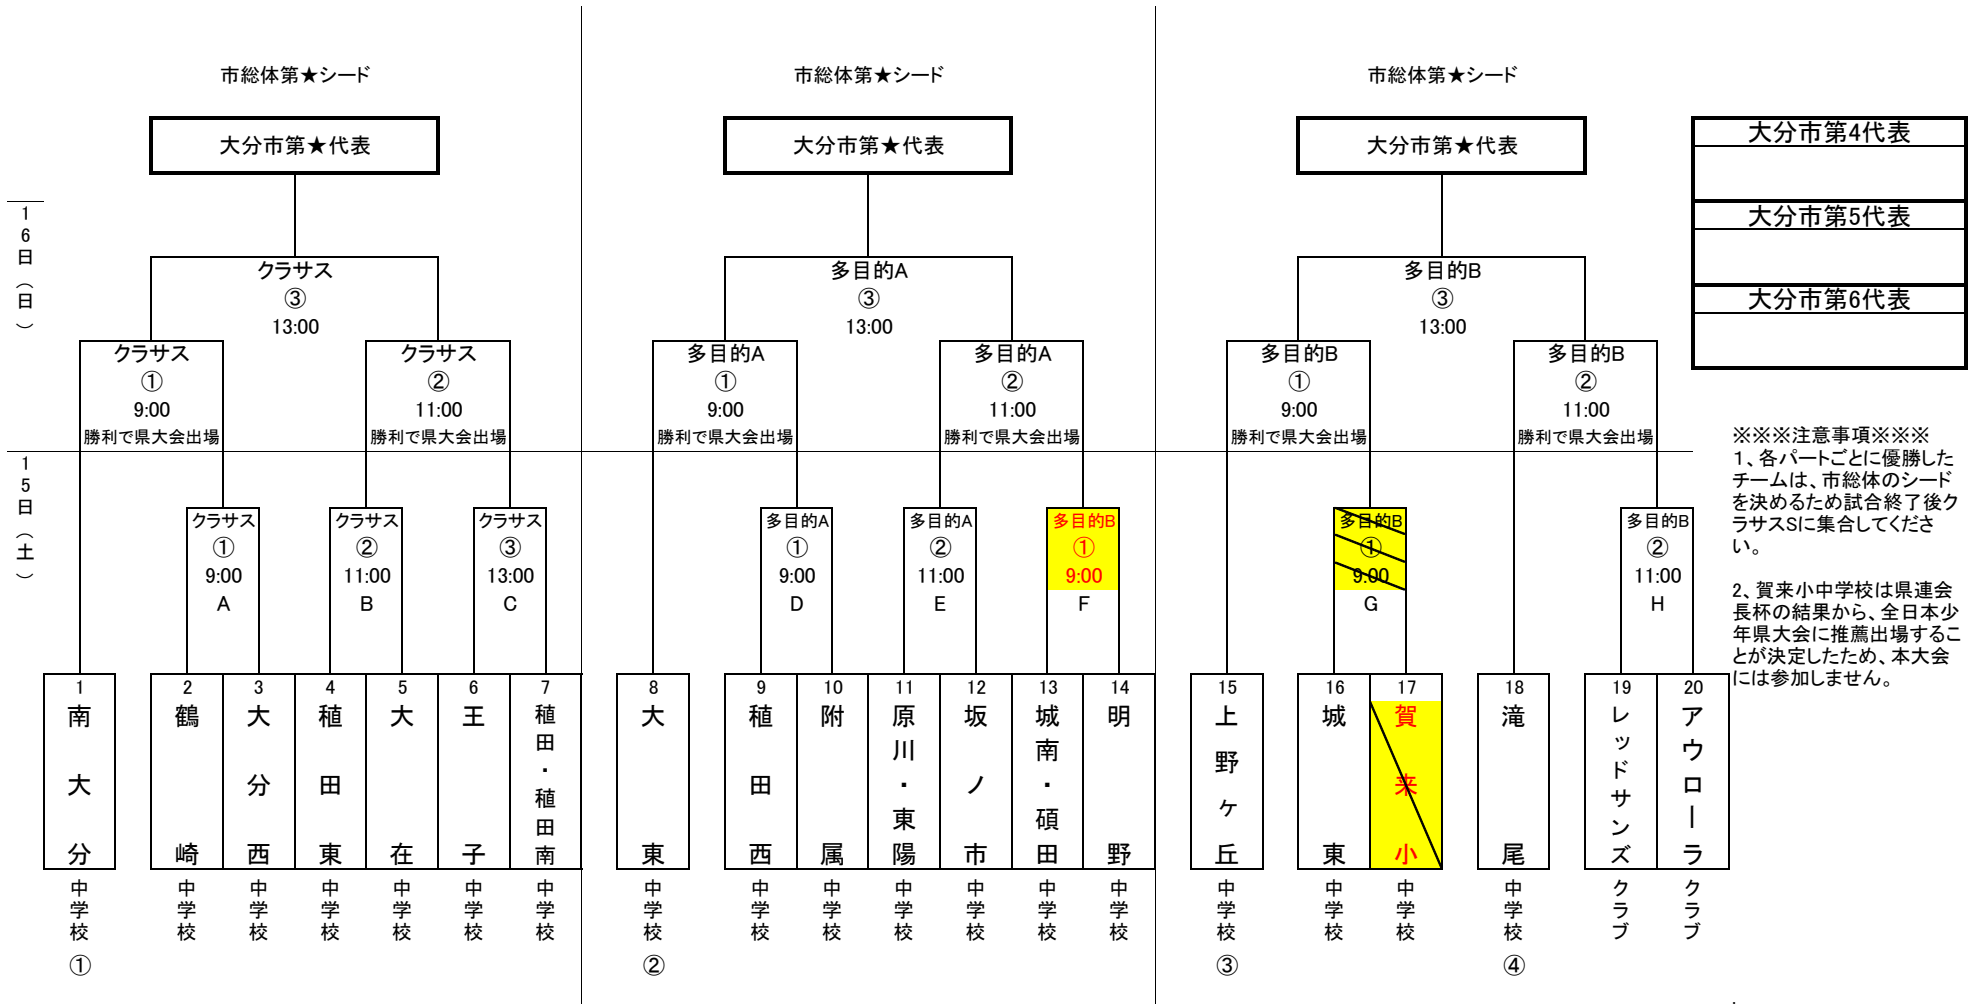 市総体第★シード
市総体第★シード
市総体第★シード
大分市第★代表
大分市第★代表
大分市第★代表
大分市第4代表
大分市第5代表
大分市第6代表
16日(日)
クラサス
③
13:00
多目的A
③
13:00
多目的B
③
13:00
クラサス
①
9:00
勝利で県大会出場
クラサス
②
11:00
勝利で県大会出場
多目的A
①
9:00
勝利で県大会出場
多目的A
②
11:00
勝利で県大会出場
多目的B
①
9:00
勝利で県大会出場
多目的B
②
11:00
勝利で県大会出場
※※※注意事項※※※
1、各パートごとに優勝した
チームは、市総体のシード
を決めるため試合終了後ク
ラサスSに集合してくださ
い。
2、賀来小中学校は県連会
長杯の結果から、全日本少
年県大会に推薦出場するこ
とが決定したため、本大会
には参加しません。
15日(土)
クラサス
①
9:00
A
クラサス
②
11:00
B
クラサス
③
13:00
C
多目的A
①
9:00
D
多目的A
②
11:00
E
多目的B
①
9:00
F
多目的B
①
9:00
G
多目的B
②
11:00
H
1
南大分
中学校
①
2
鶴崎
中学校
3
大分西
中学校
4
稙田東
中学校
5
大在
中学校
6
王子
中学校
7
稙田・稙田南
中学校
8
大東
中学校
②
9
稙田西
中学校
10
附属
中学校
11
原川・東陽
中学校
12
坂ノ市
中学校
13
城南・碩田
中学校
14
明野
中学校
15
上野ヶ丘
中学校
③
16
城東
中学校
17
賀来小
中学校
18
滝尾
中学校
④
19
レッドサンズ
クラブ
20
アウローラ
クラブ